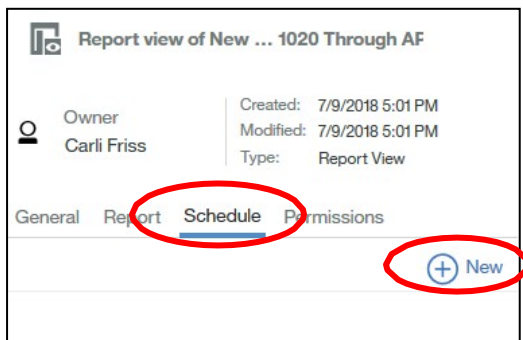 Report view of New ... 1020 Through AF
Owner
Carli Friss
Created: 7/9/2018 5:01 PM
Modified: 7/9/2018 5:01 PM
Type: Report View
General Report Schedule Permissions
New